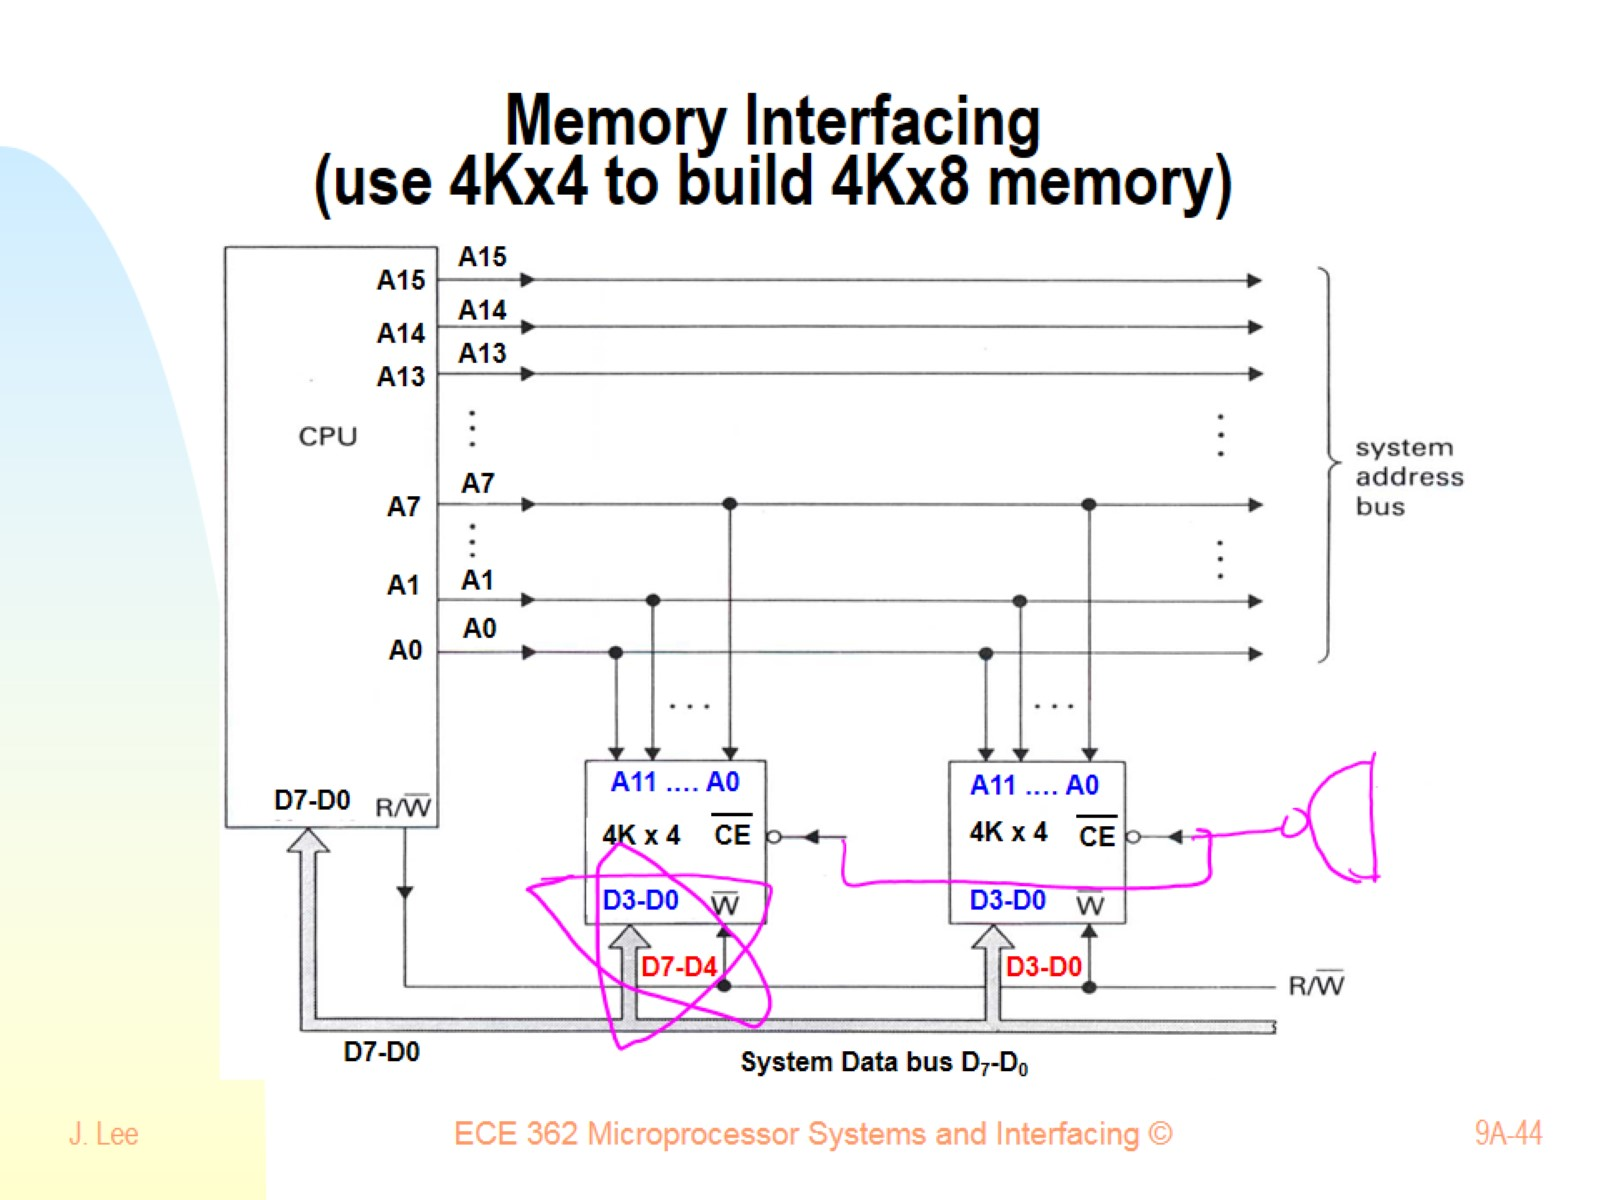 Memory Interfacing
(use 4Kx4 to build 4Kx8 memory)
A15
A15
A14
A14
A13
A13
CPU
system
address
bus
A7
A7
A1
A1
A0
A0
A11 .... A0
A11 .... A0
D7-D0 R/W̅
4K x 4 C̅E̅
4K x 4 C̅E̅
D3-D0 W̅
D3-D0 W̅
D7-D4
D3-D0
R/W̅
D7-D0
System Data bus D₇-D₀
J. Lee
ECE 362 Microprocessor Systems and Interfacing ©
9A-44